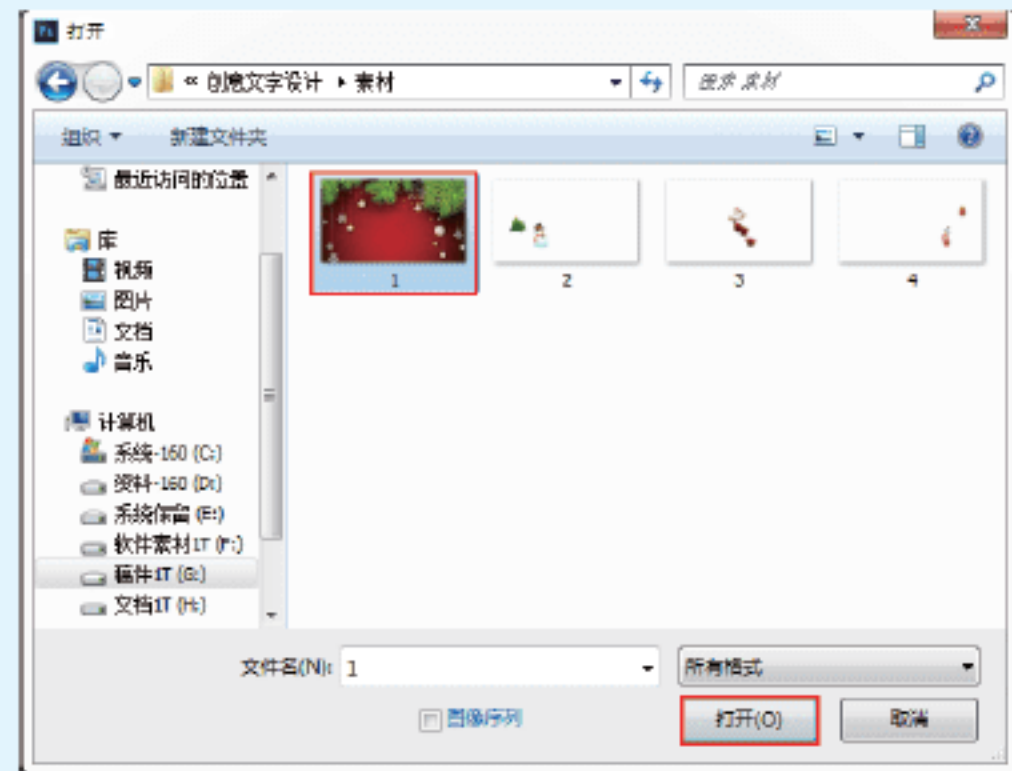 Ps 打开
« 创意文字设计 ▸ 素材
搜索 素材
组织 新建文件夹
最近访问的位置
库
视频
图片
文档
音乐
计算机
系统-160 (C:)
资料-160 (D:)
系统保留 (E:)
软件素材1T (F:)
稿件1T (G:)
文档1T (H:)
1 2 3 4
文件名(N): 1
所有格式
图像序列
打开(O) 取消